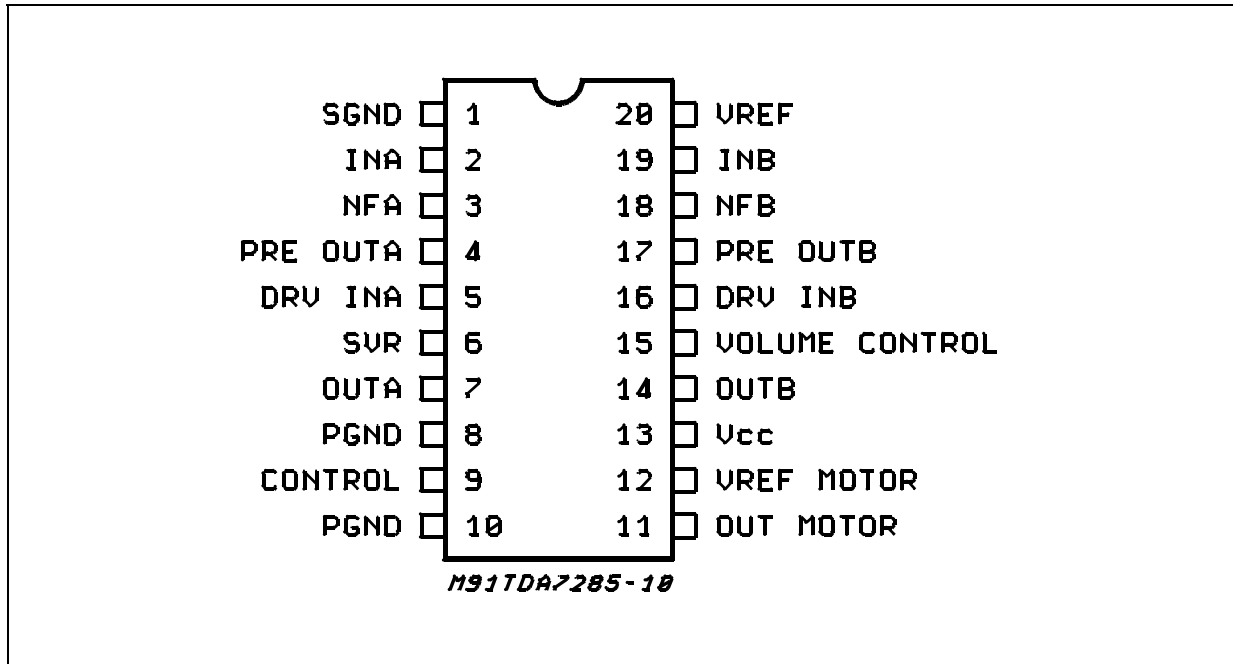 SGND 1 20 VREF
INA 2 19 INB
NFA 3 18 NFB
PRE OUTA 4 17 PRE OUTB
DRV INA 5 16 DRV INB
SVR 6 15 VOLUME CONTROL
OUTA 7 14 OUTB
PGND 8 13 Vcc
CONTROL 9 12 VREF MOTOR
PGND 10 11 OUT MOTOR
M91TDA7285-10